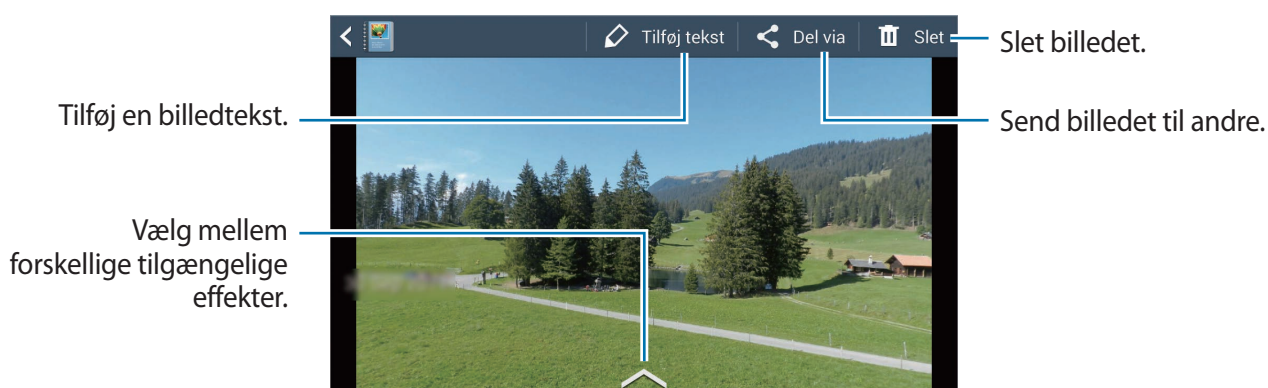 Tilføj tekst
Del via
Slet
Slet billedet.
Tilføj en billedtekst.
Send billedet til andre.
Vælg mellem
forskellige tilgængelige
effekter.